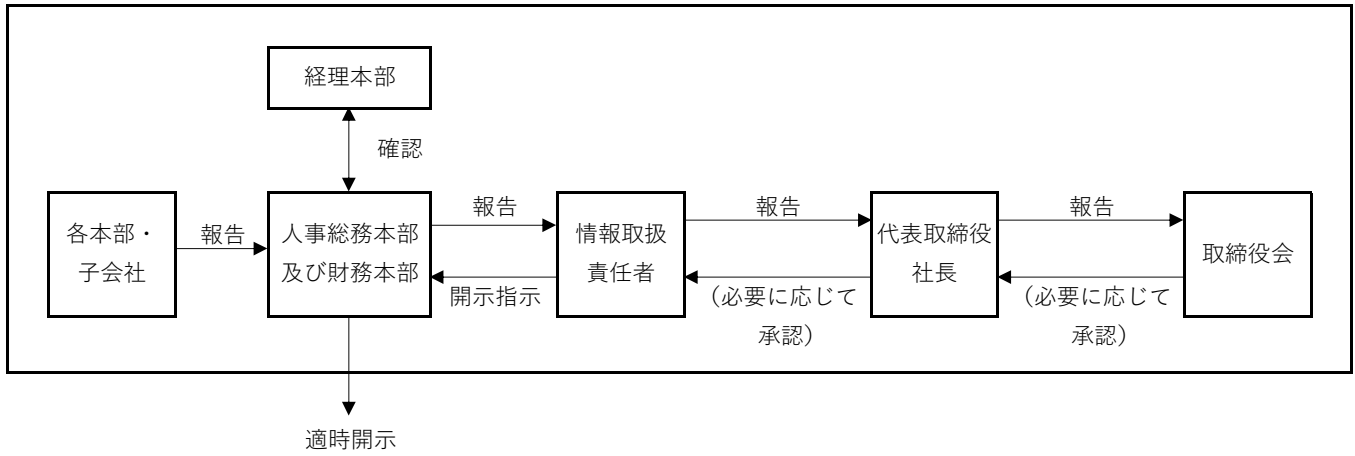 経理本部
確認
各本部・
子会社
報告
人事総務本部
及び財務本部
報告
開示指示
情報取扱
責任者
報告
(必要に応じて
承認)
代表取締役
社長
報告
(必要に応じて
承認)
取締役会
適時開示